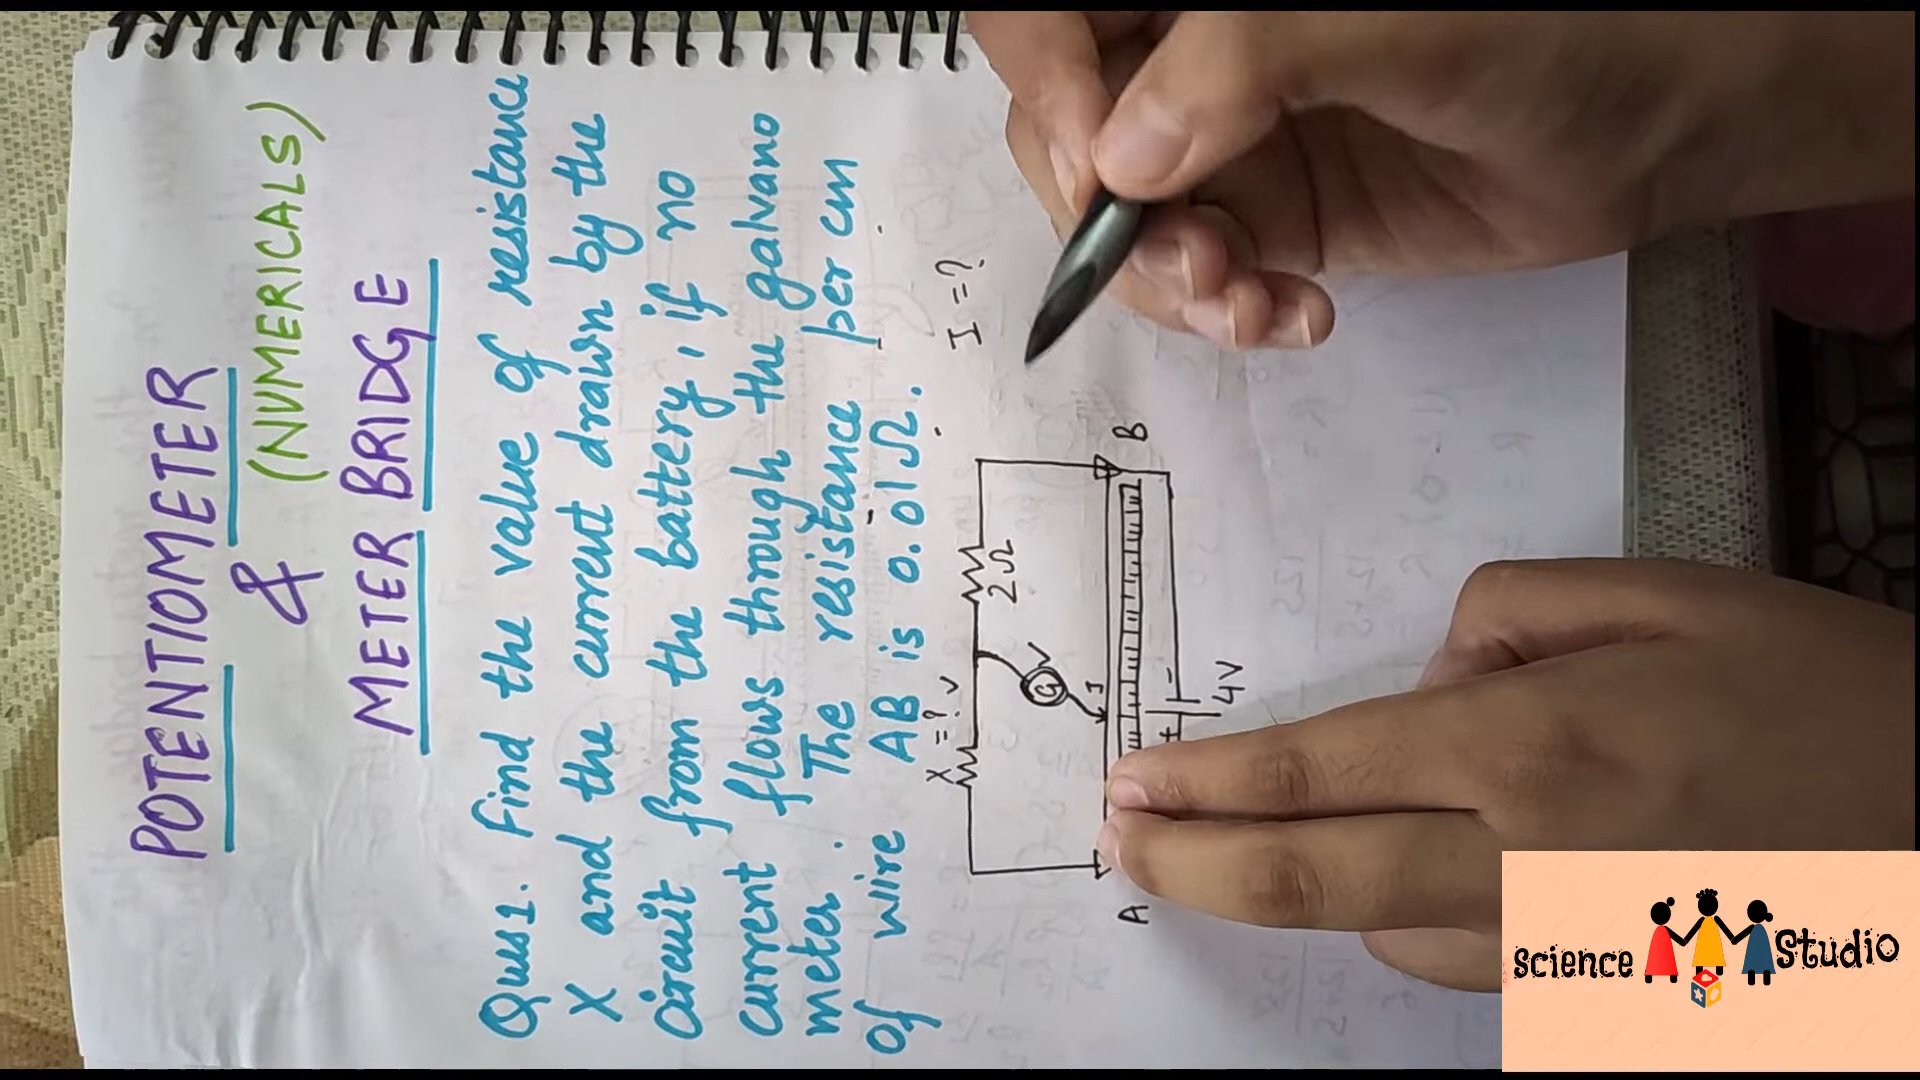 POTENTIOMETER
&
(NUMERICALS)
METER BRIDGE
Ques 1. Find the value of resistance
X and the current drawn by the
circuit from the battery, if no
current flows through the galvano
meter. The resistance per cm
of wire AB is 0.01Ω.
I = ?
X = ?
2Ω
G
J
A
B
+
-
4V
Science Studio